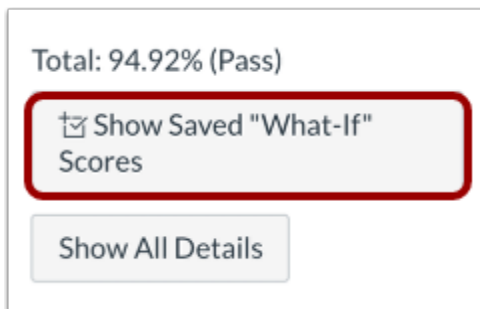 Total: 94.92% (Pass)
Show Saved "What-If"
Scores
Show All Details